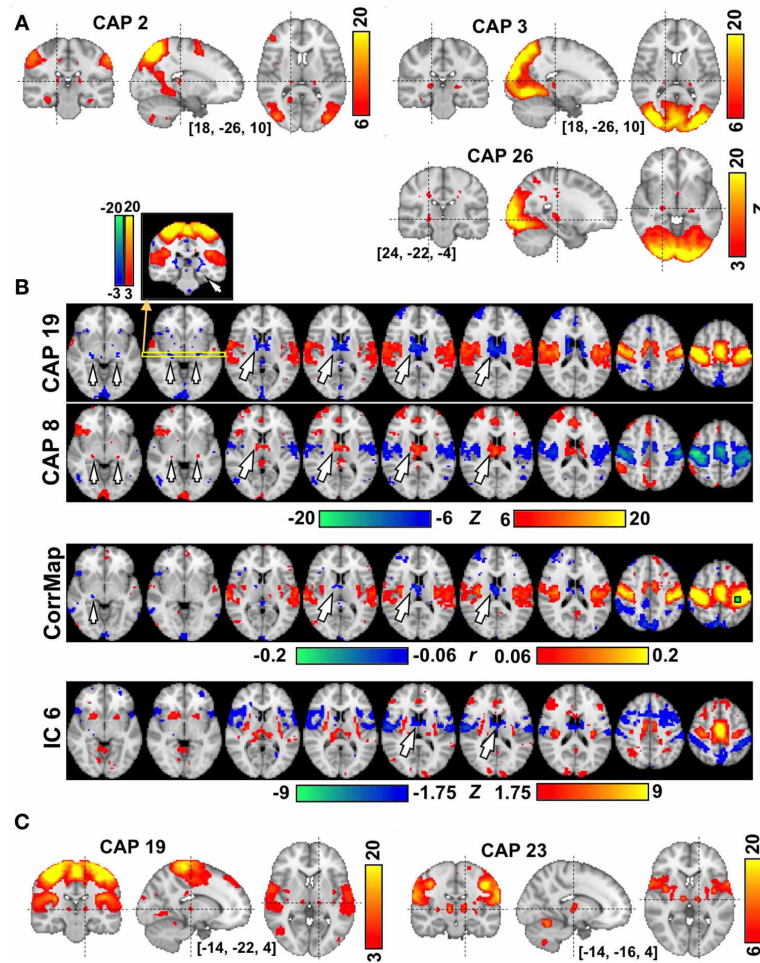 A
CAP 2
20
6
[18, -26, 10]
CAP 3
20
6
[18, -26, 10]
CAP 26
20
3
Z
[24, -22, -4]
-20 20
-3 3
B
CAP 19
CAP 8
-20 -6 Z 6 20
CorrMap
-0.2 -0.06 r 0.06 0.2
IC 6
-9 -1.75 Z 1.75 9
C
CAP 19
20
3
[-14, -22, 4]
CAP 23
20
6
[-14, -16, 4]